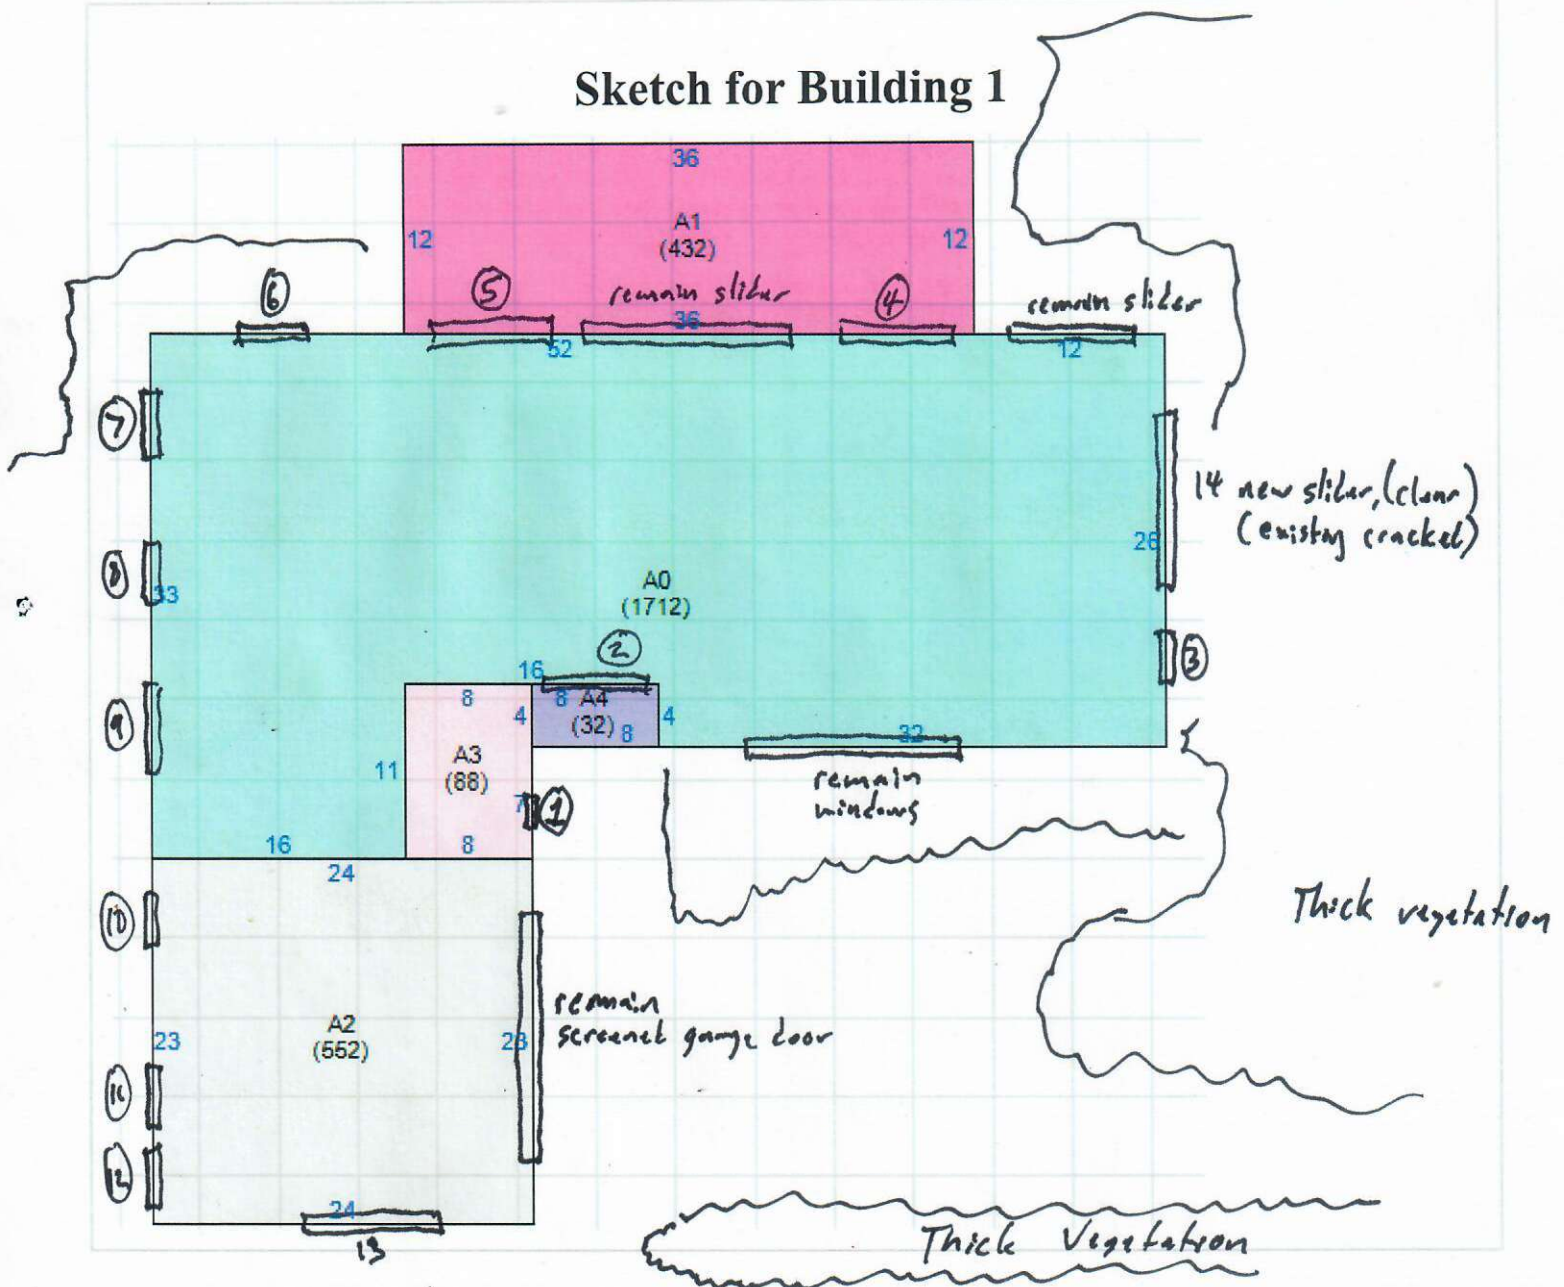 Sketch for Building 1
36
A1
(432)
12
12
6
5
remain slider
4
remain slider
36
52
12
7
14 new slider, (clear)
(existing cracked)
26
8
33
A0
(1712)
2
3
16
8
8
A4
(32)
8
4
4
32
9
A3
(88)
11
7
1
remain
windows
16
8
24
10
Thick vegetation
A2
(552)
23
23
remain
screened garage door
11
12
24
13
Thick Vegetation